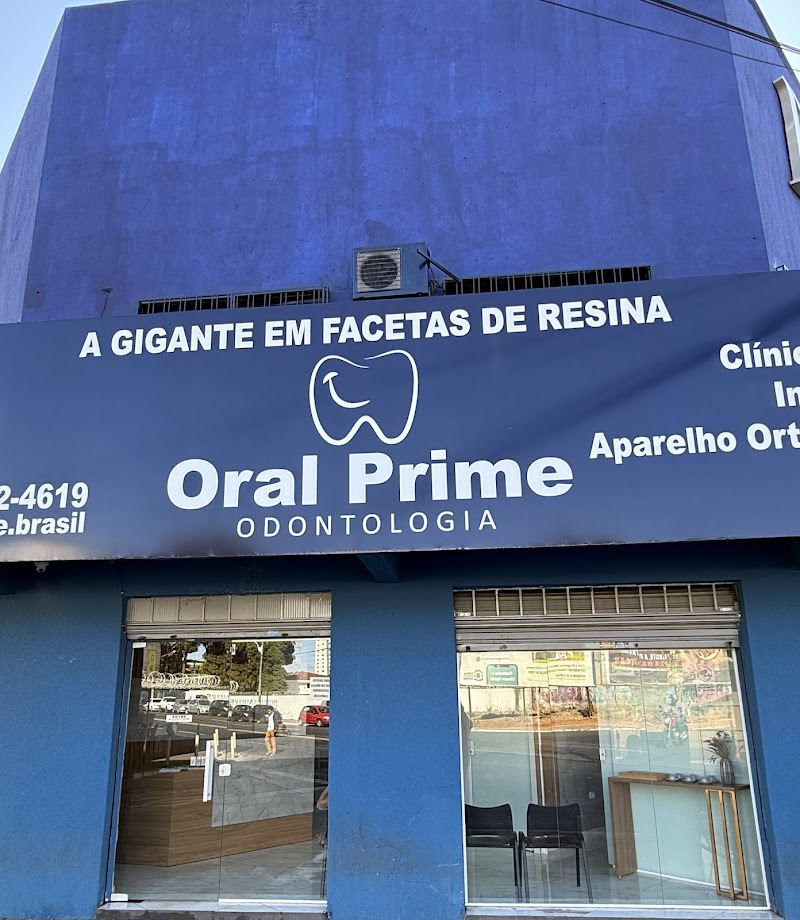 A GIGANTE EM FACETAS DE RESINA
Oral Prime
ODONTOLOGIA
2-4619
e.brasil
Clínic
In
Aparelho Ort